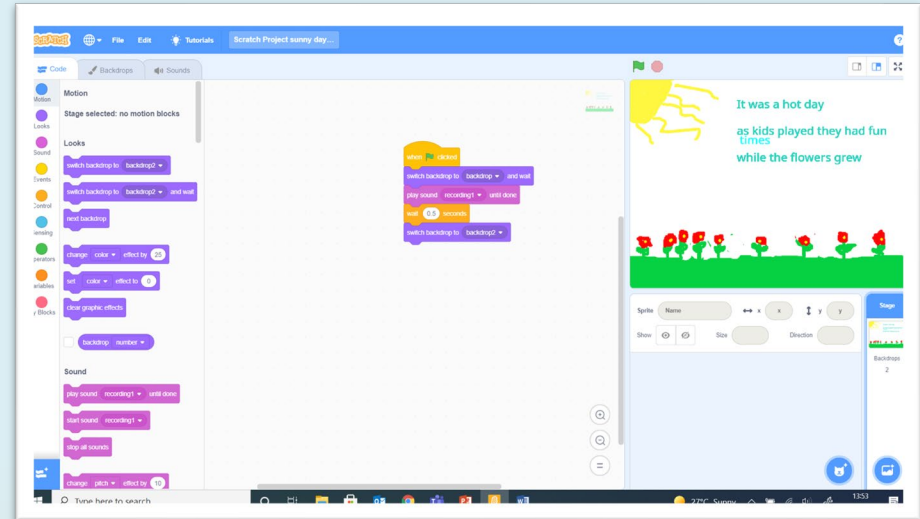 SCRATCH File Edit Tutorials Scratch Project sunny day...
Code Backdrops Sounds
Motion
Looks
Sound
Events
Control
ensing
perators
ariables
y Blocks
Motion
Stage selected: no motion blocks
Looks
switch backdrop to backdrop2
switch backdrop to backdrop2 and wait
next backdrop
change color effect by 25
set color effect to 0
clear graphic effects
backdrop number
Sound
play sound recording1 until done
start sound recording1
stop all sounds
change pitch effect by 10
when clicked
switch backdrop to backdrop and wait
play sound recording1 until done
wait 0.5 seconds
switch backdrop to backdrop2
It was a hot day
as kids played they had fun
times
while the flowers grew
Sprite Name x x y y
Show Size Direction
Stage
Backdrops
2
Type here to search
27°C Sunny
1353